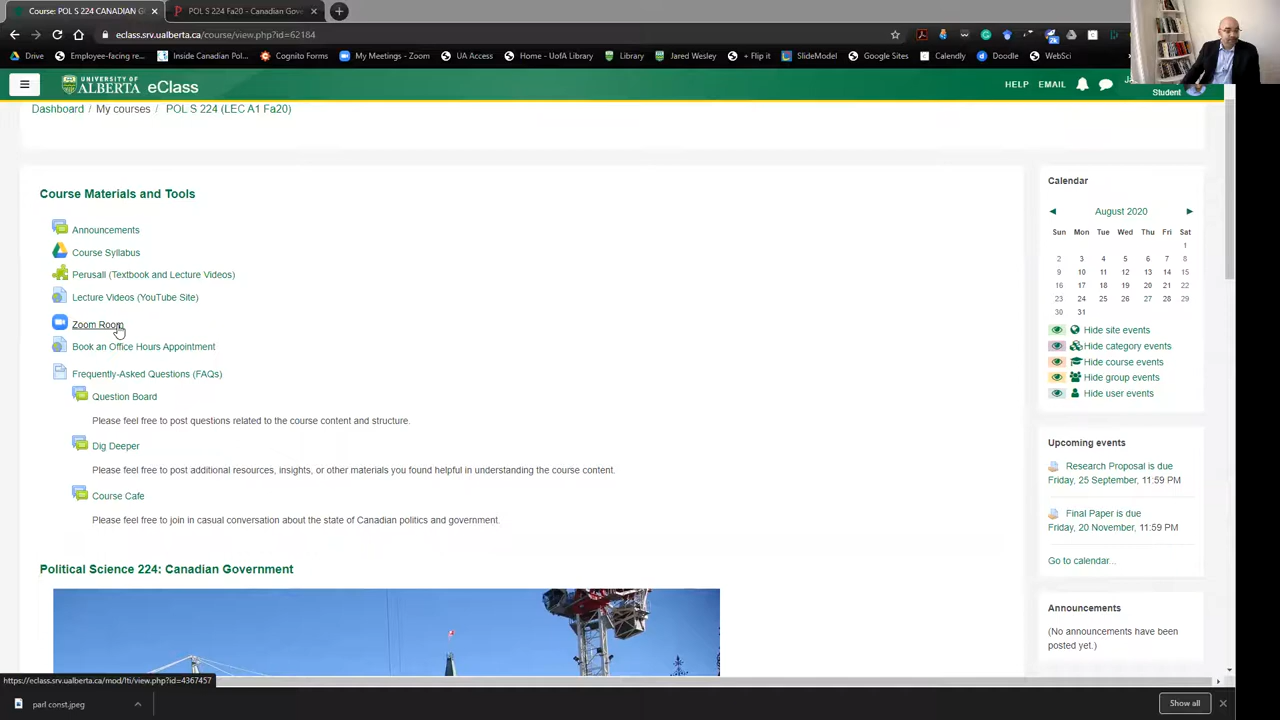 Course: POL S 224 CANADIAN G
POL S 224 Fa20 - Canadian Gove
eclass.srv.ualberta.ca/course/view.php?id=62184
Drive
Employee-facing re...
Inside Canadian Pol...
Cognito Forms
My Meetings - Zoom
UA Access
Home - UofA Library
Library
Jared Wesley
+ Flip it
SlideModel
Google Sites
Calendly
Doodle
WebSci
UNIVERSITY OF ALBERTA
eClass
HELP
EMAIL
Student
Dashboard / My courses / POL S 224 (LEC A1 Fa20)
Course Materials and Tools
Announcements
Course Syllabus
Perusall (Textbook and Lecture Videos)
Lecture Videos (YouTube Site)
Zoom Room
Book an Office Hours Appointment
Frequently-Asked Questions (FAQs)
Question Board
Please feel free to post questions related to the course content and structure.
Dig Deeper
Please feel free to post additional resources, insights, or other materials you found helpful in understanding the course content.
Course Cafe
Please feel free to join in casual conversation about the state of Canadian politics and government.
Political Science 224: Canadian Government
Calendar
◄ August 2020 ►
Sun Mon Tue Wed Thu Fri Sat
1
2 3 4 5 6 7 8
9 10 11 12 13 14 15
16 17 18 19 20 21 22
23 24 25 26 27 28 29
30 31
Hide site events
Hide category events
Hide course events
Hide group events
Hide user events
Upcoming events
Research Proposal is due
Friday, 25 September, 11:59 PM
Final Paper is due
Friday, 20 November, 11:59 PM
Go to calendar...
Announcements
(No announcements have been
posted yet.)
https://eclass.srv.ualberta.ca/mod/lti/view.php?id=4367457
parl const.jpeg
Show all